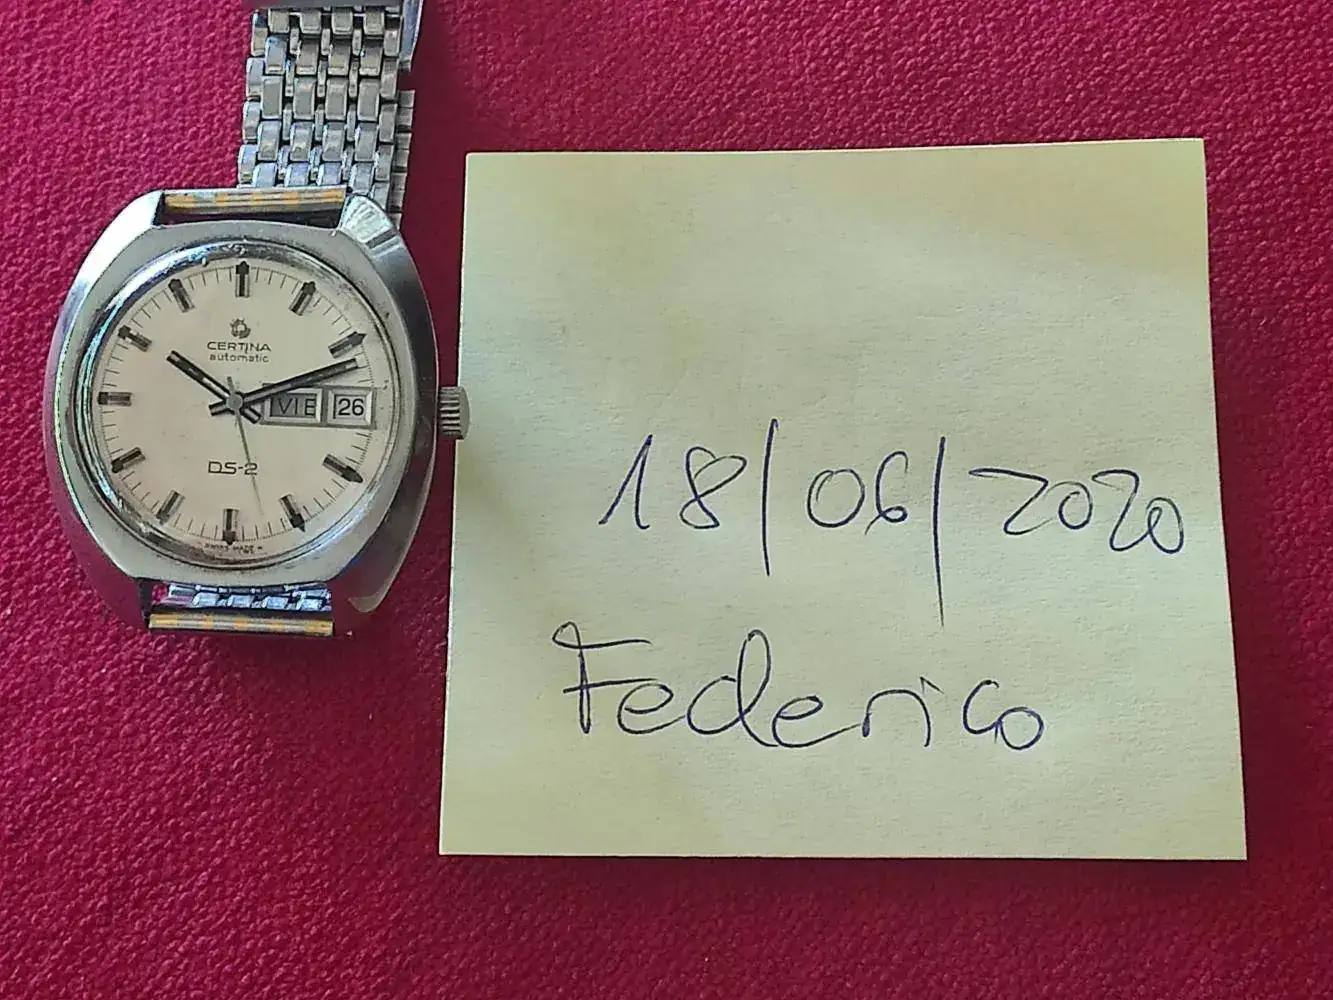 CERTINA
automatic
VIE 26
DS-2
SWISS MADE
18/06/2020
Federico